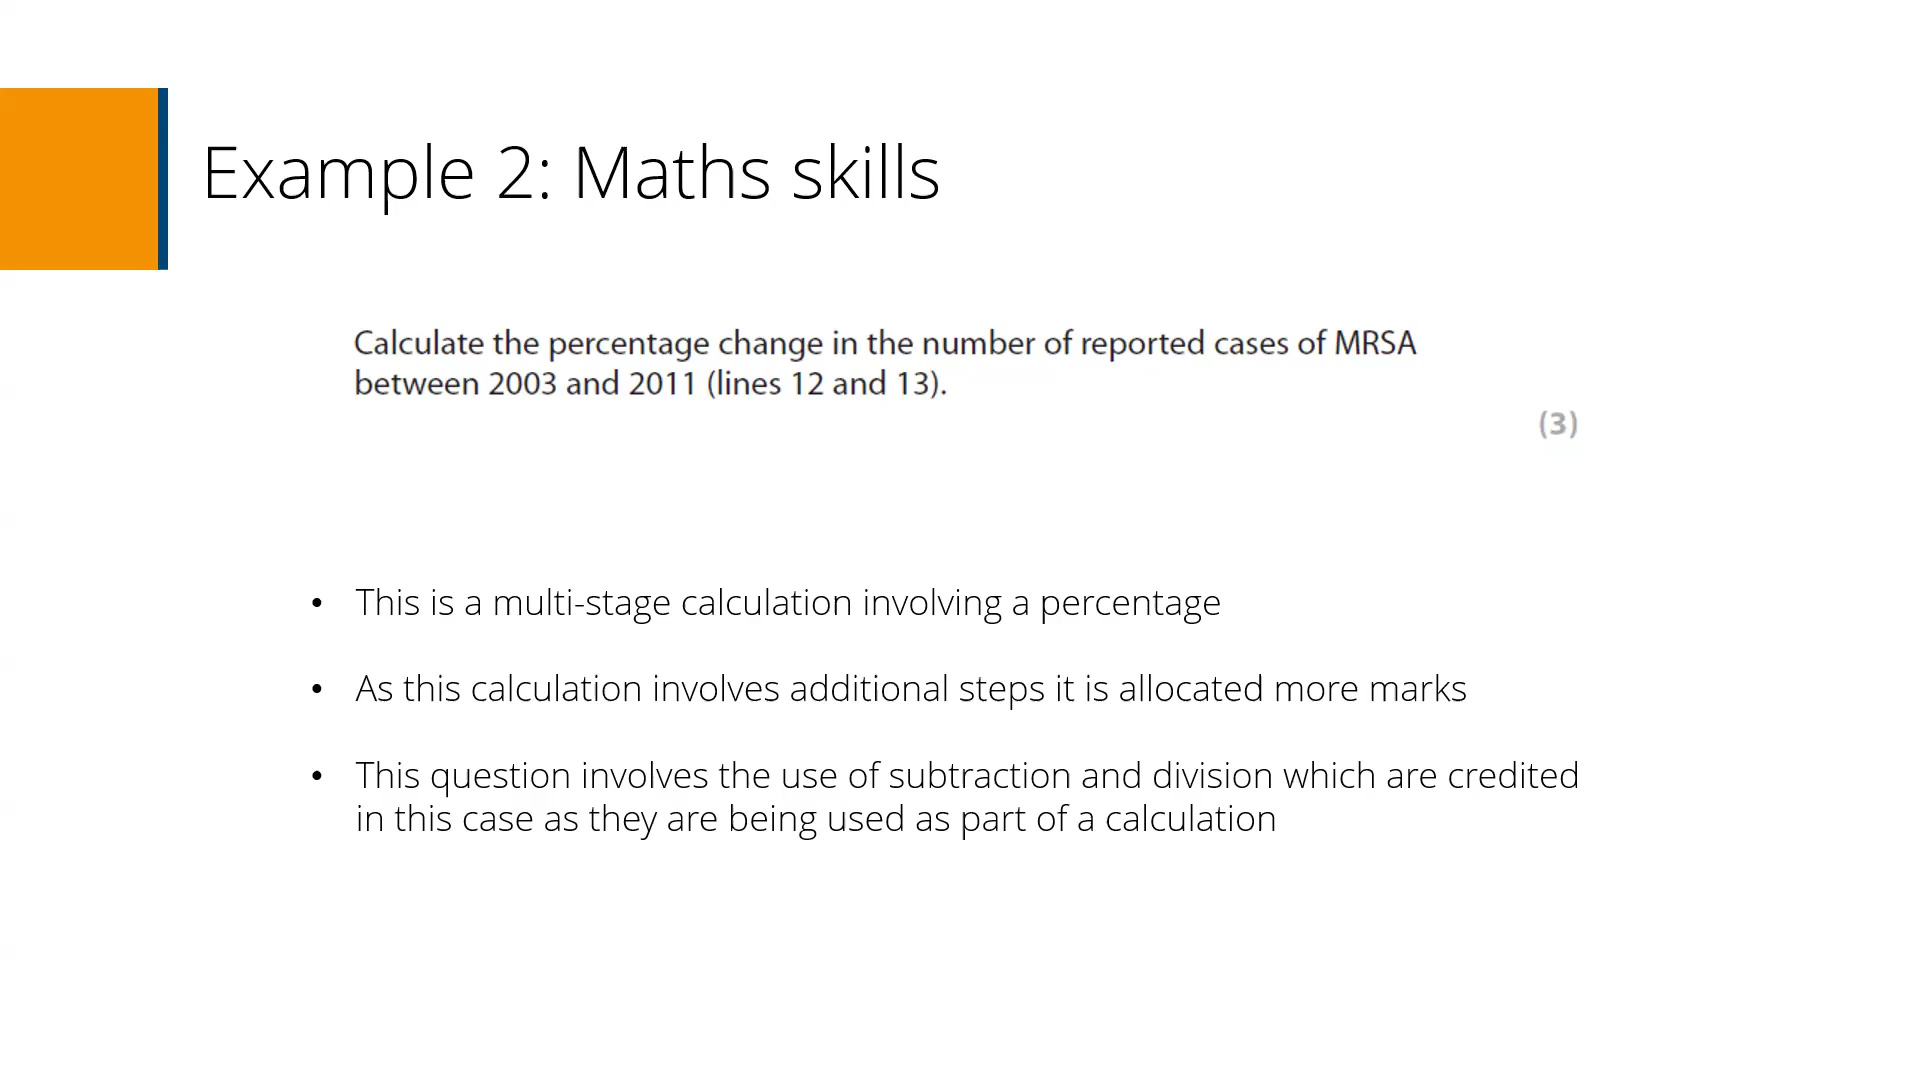 Example 2: Maths skills
Calculate the percentage change in the number of reported cases of MRSA
between 2003 and 2011 (lines 12 and 13).
(3)
• This is a multi-stage calculation involving a percentage
• As this calculation involves additional steps it is allocated more marks
• This question involves the use of subtraction and division which are credited
in this case as they are being used as part of a calculation